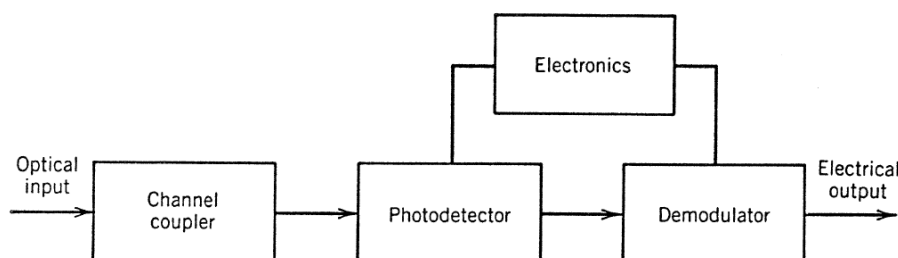 Electronics
Optical
input
Channel
coupler
Photodetector
Demodulator
Electrical
output